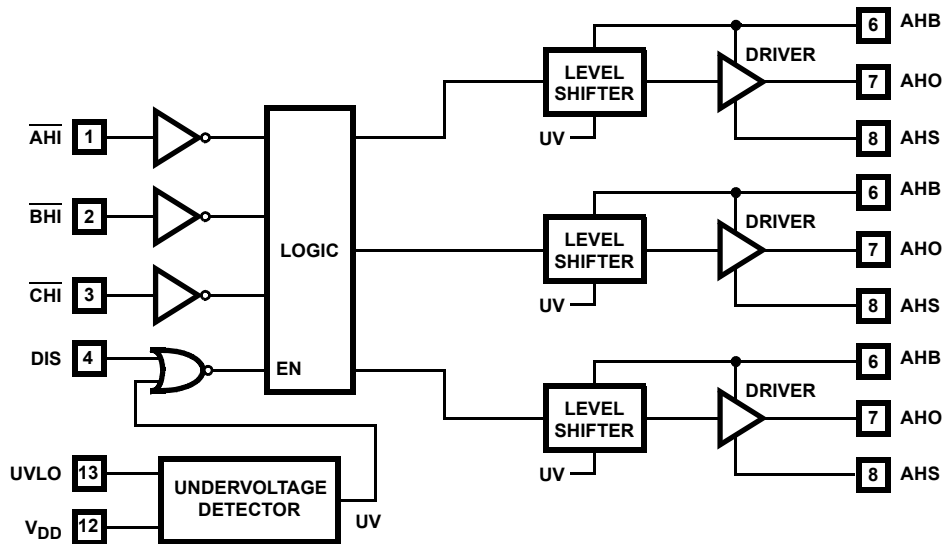 AHI 1
BHI 2
CHI 3
DIS 4
UVLO 13
VDD 12
UNDERVOLTAGE
DETECTOR
UV
LOGIC
EN
LEVEL
SHIFTER
UV
DRIVER
6 AHB
7 AHO
8 AHS
LEVEL
SHIFTER
UV
DRIVER
6 AHB
7 AHO
8 AHS
LEVEL
SHIFTER
UV
DRIVER
6 AHB
7 AHO
8 AHS